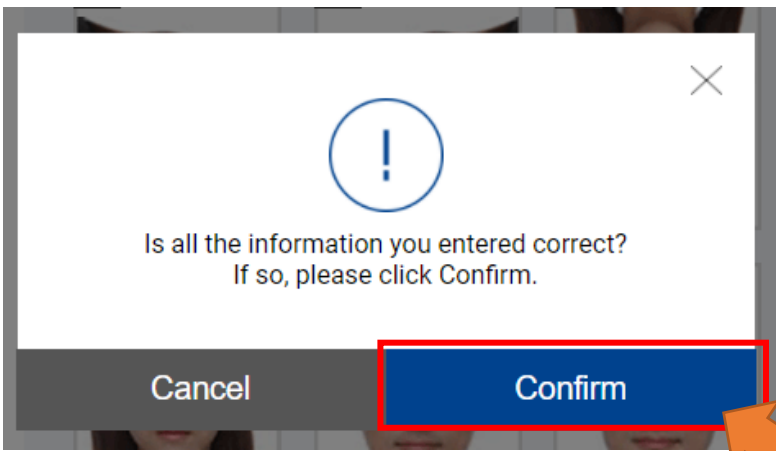 Is all the information you entered correct?
If so, please click Confirm.
Cancel
Confirm